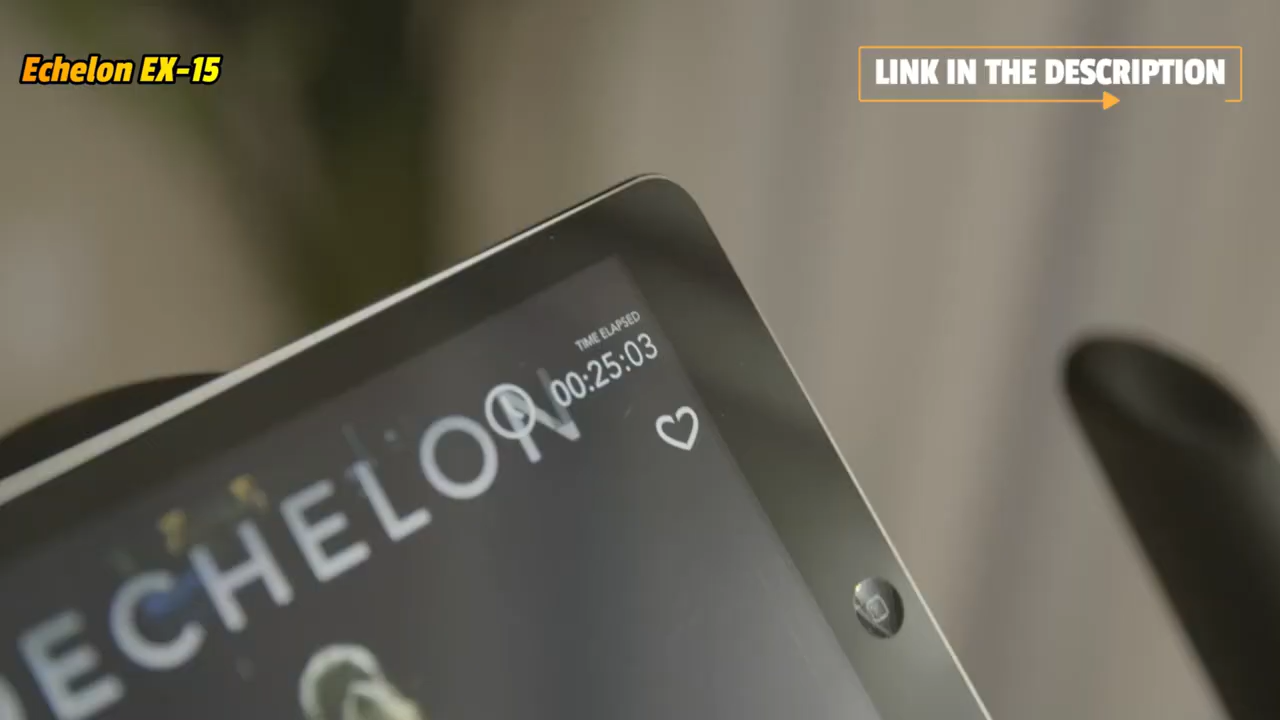 Echelon EX-15
LINK IN THE DESCRIPTION
TIME ELAPSED
00:25:03
ECHELON